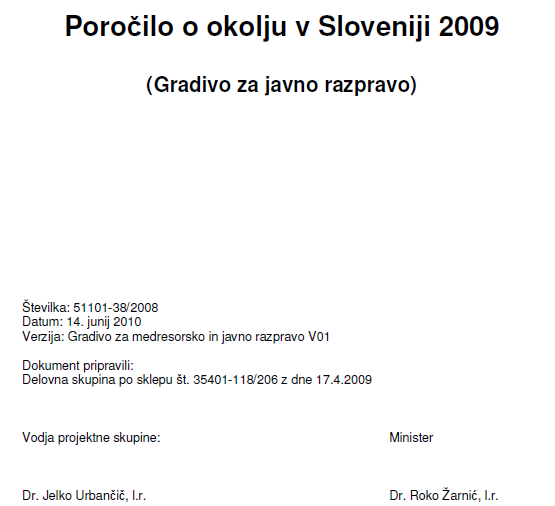 Poročilo o okolju v Sloveniji 2009
(Gradivo za javno razpravo)
Številka: 51101-38/2008
Datum: 14. junij 2010
Verzija: Gradivo za medresorsko in javno razpravo V01
Dokument pripravili:
Delovna skupina po sklepu št. 35401-118/206 z dne 17.4.2009
Vodja projektne skupine: Minister
Dr. Jelko Urbančič, l.r. Dr. Roko Žarnić, l.r.